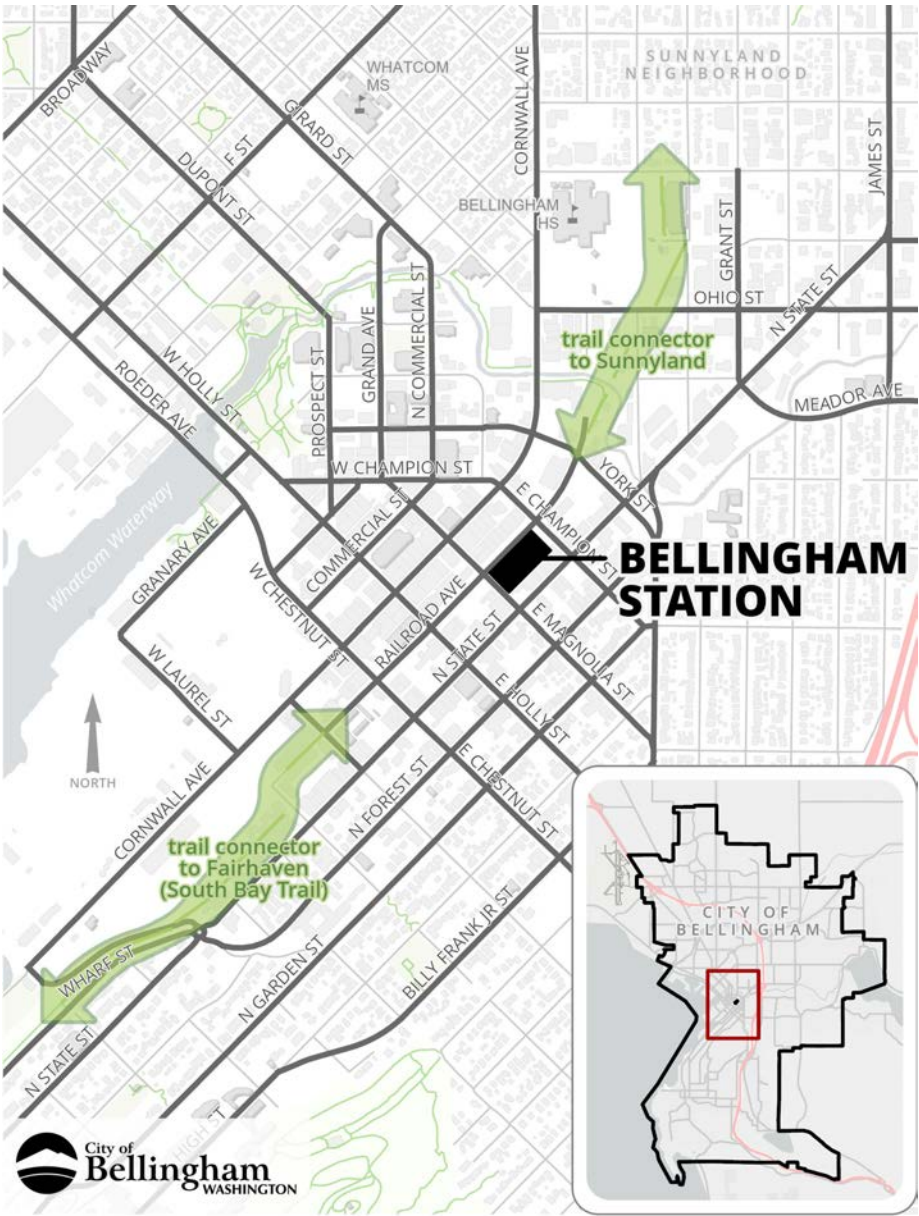 BROADWAY
WHATCOM
MS
GIRARD ST
F ST
DUPONT ST
CORNWALL AVE
SUNNYLAND
NEIGHBORHOOD
JAMES ST
BELLINGHAM
HS
GRANT ST
OHIO ST
N STATE ST
trail connector
to Sunnyland
MEADOR AVE
GRAND AVE
N COMMERCIAL ST
PROSPECT ST
W HOLLY ST
ROEDER AVE
W CHAMPION ST
YORK ST
E CHAMPION ST
COMMERCIAL ST
Whatcom Waterway
GRANARY AVE
W CHESTNUT ST
RAILROAD AVE
BELLINGHAM
STATION
N STATE ST
E MAGNOLIA ST
E HOLLY ST
W LAUREL ST
NORTH
CORNWALL AVE
E CHESTNUT ST
N FOREST ST
trail connector
to Fairhaven
(South Bay Trail)
WHARF ST
N STATE ST
N GARDEN ST
BILLY FRANK JR ST
HIGH ST
CITY OF
BELLINGHAM
City of
Bellingham
WASHINGTON